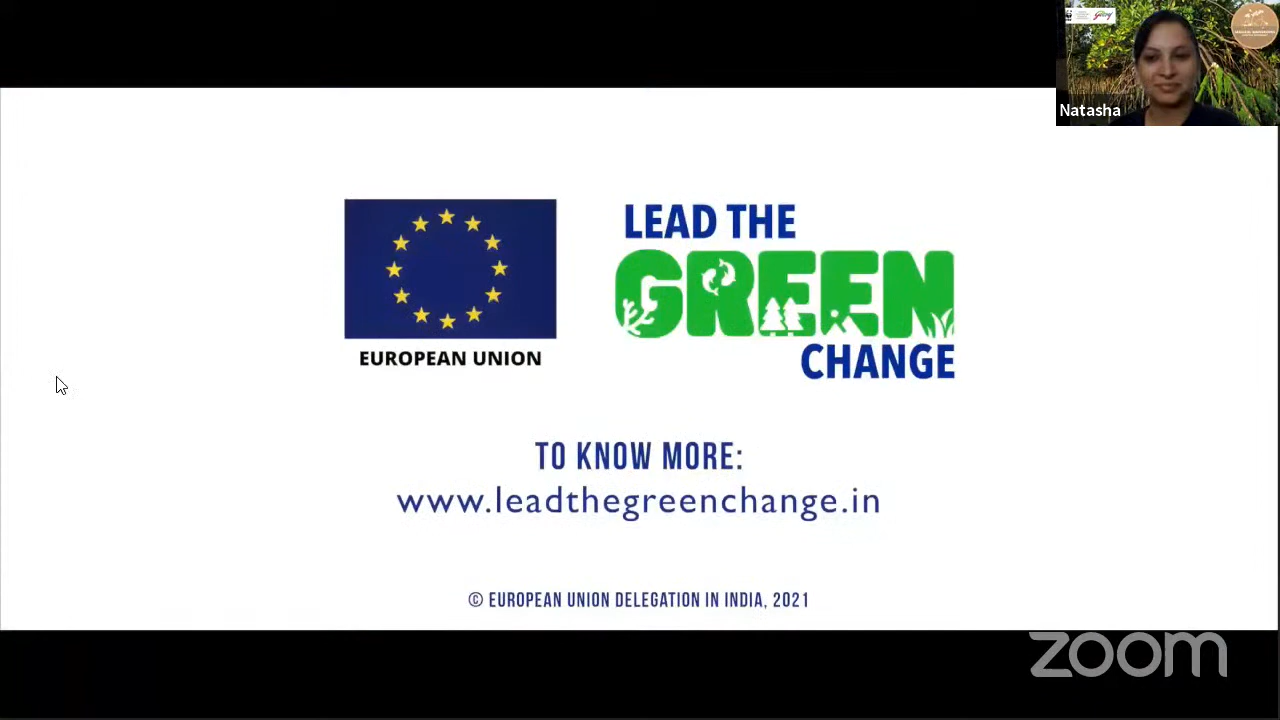 Godrej
Natasha
LEAD THE
GREEN
CHANGE
EUROPEAN UNION
TO KNOW MORE:
www.leadthegreenchange.in
© EUROPEAN UNION DELEGATION IN INDIA, 2021
zoom